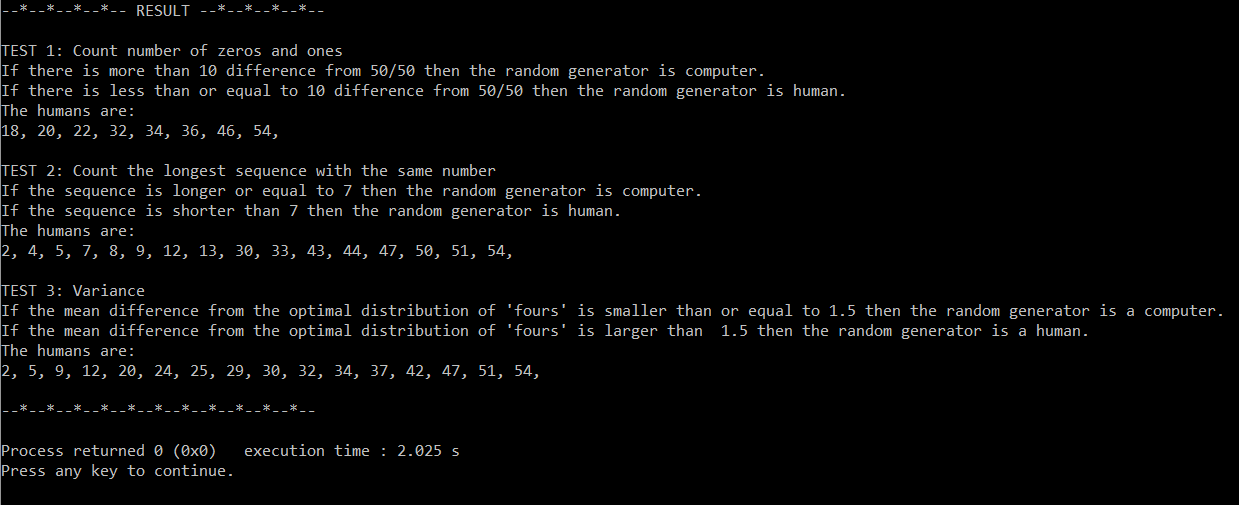 --*--*--*--*-- RESULT --*--*--*--*--
TEST 1: Count number of zeros and ones
If there is more than 10 difference from 50/50 then the random generator is computer.
If there is less than or equal to 10 difference from 50/50 then the random generator is human.
The humans are:
18, 20, 22, 32, 34, 36, 46, 54,
TEST 2: Count the longest sequence with the same number
If the sequence is longer or equal to 7 then the random generator is computer.
If the sequence is shorter than 7 then the random generator is human.
The humans are:
2, 4, 5, 7, 8, 9, 12, 13, 30, 33, 43, 44, 47, 50, 51, 54,
TEST 3: Variance
If the mean difference from the optimal distribution of 'fours' is smaller than or equal to 1.5 then the random generator is a computer.
If the mean difference from the optimal distribution of 'fours' is larger than  1.5 then the random generator is a human.
The humans are:
2, 5, 9, 12, 20, 24, 25, 29, 30, 32, 34, 37, 42, 47, 51, 54,
--*--*--*--*--*--*--*--*--*--*--*--
Process returned 0 (0x0)   execution time : 2.025 s
Press any key to continue.